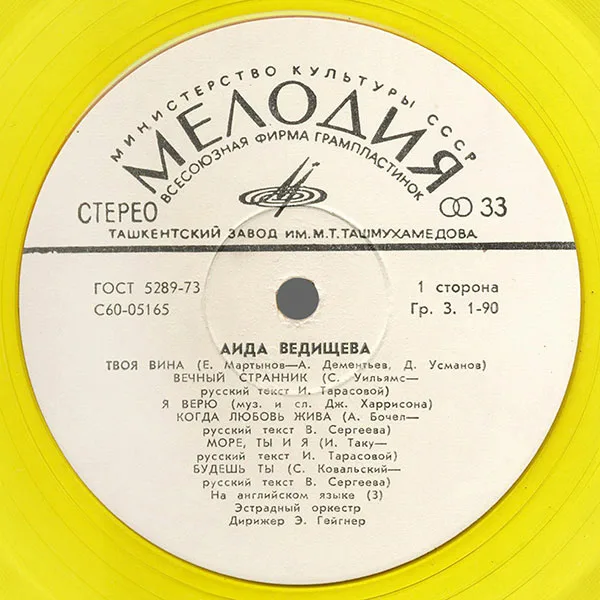 МИНИСТЕРСТВО КУЛЬТУРЫ СССР
МЕЛОДИЯ
ВСЕСОЮЗНАЯ ФИРМА ГРАМПЛАСТИНОК
СТЕРЕО
33
ТАШКЕНТСКИЙ ЗАВОД ИМ. М.Т. ТАШМУХАМЕДОВА
ГОСТ 5289-73
1 сторона
С60-05165
Гр. 3. 1-90
АИДА ВЕДИЩЕВА
ТВОЯ ВИНА (Е. Мартынов—А. Дементьев, Д. Усманов)
ВЕЧНЫЙ СТРАННИК (С. Уильямс—
русский текст И. Тарасовой)
Я ВЕРЮ (муз. и сл. Дж. Харрисона)
КОГДА ЛЮБОВЬ ЖИВА (А. Бочел—
русский текст В. Сергеева)
МОРЕ, ТЫ И Я (И. Таку—
русский текст И. Тарасовой)
БУДЕШЬ ТЫ (С. Ковальский—
русский текст В. Сергеева)
На английском языке (3)
Эстрадный оркестр
Дирижер Э. Гейгнер